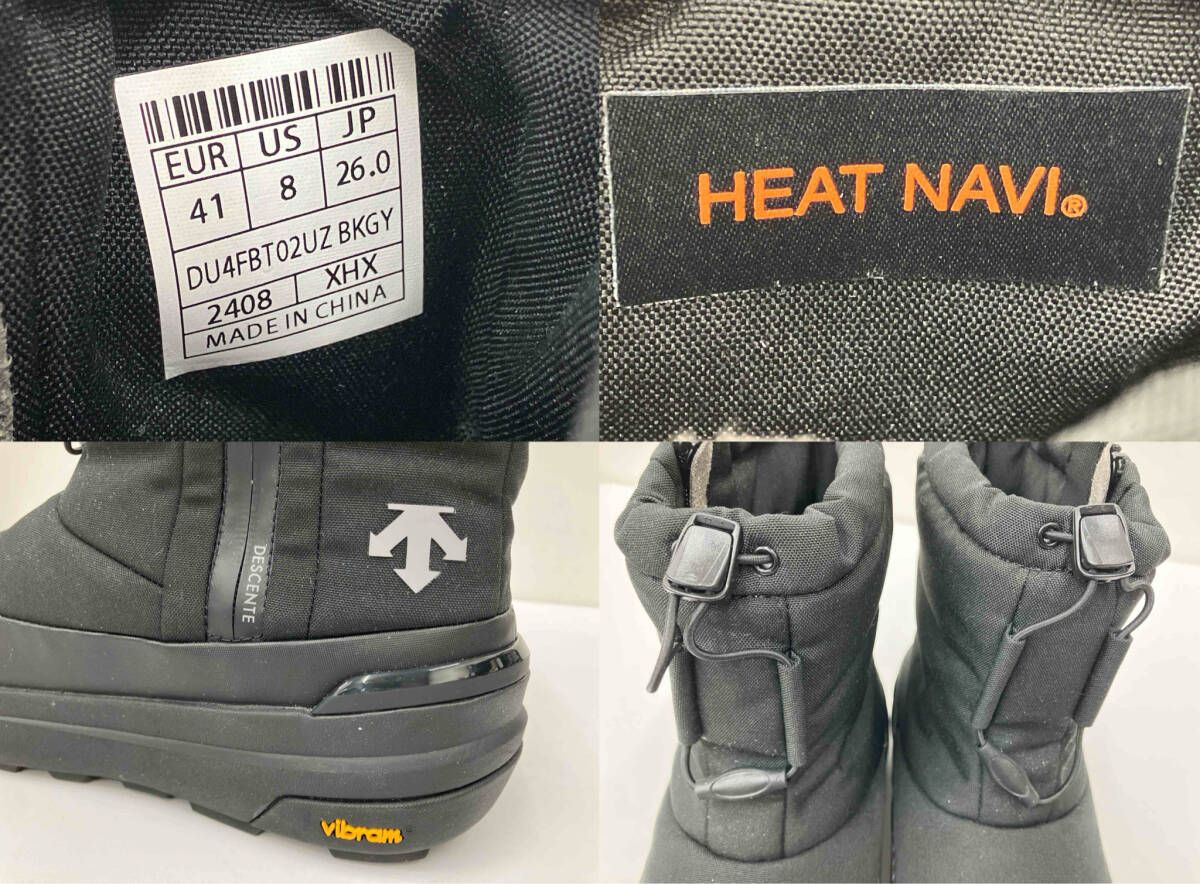 EUR US JP
41 8 26.0
DU4FBT02UZ BKGY
2408 XHX
MADE IN CHINA
HEAT NAVI®
DESCENTE
vibram